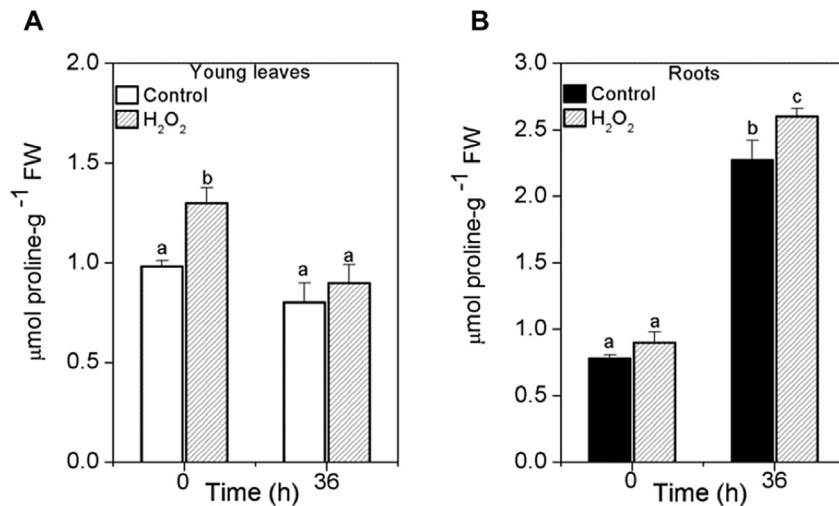 A
Young leaves
Control
H₂O₂
2.0
1.5
1.0
0.5
0.0
μmol proline-g⁻¹ FW
a
b
a
a
0
36
Time (h)
B
Roots
Control
H₂O₂
3.0
2.5
2.0
1.5
1.0
0.5
0.0
μmol proline-g⁻¹ FW
a
a
b
c
0
36
Time (h)